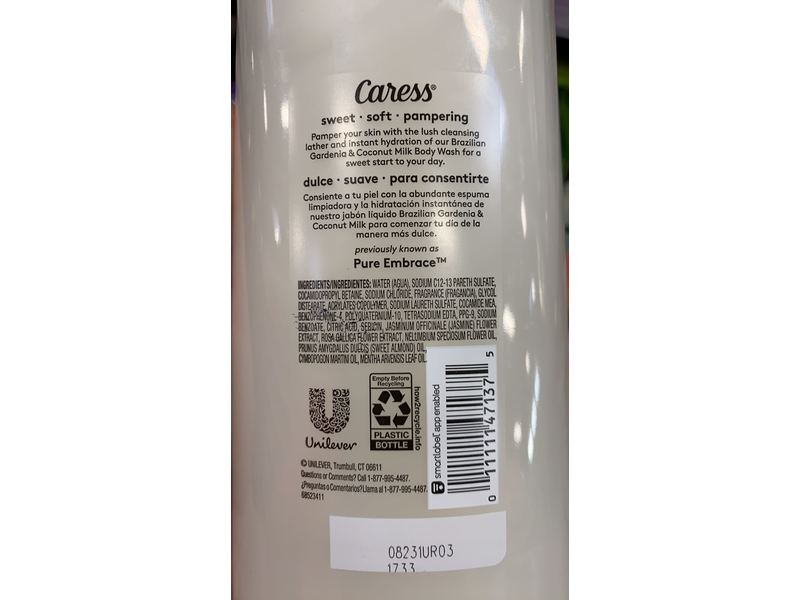 Caress®
sweet · soft · pampering
Pamper your skin with the lush cleansing
lather and instant hydration of our Brazilian
Gardenia & Coconut Milk Body Wash for a
sweet start to your day.
dulce · suave · para consentirte
Consiente a tu piel con la abundante espuma
limpiadora y la hidratación instantánea de
nuestro jabón líquido Brazilian Gardenia &
Coconut Milk para comenzar tu día de la
manera más dulce.
previously known as
Pure Embrace™
INGREDIENTS/INGREDIENTES: WATER (AGUA), SODIUM C12-13 PARETH SULFATE,
COCAMIDOPROPYL BETAINE, SODIUM CHLORIDE, FRAGRANCE (FRAGANCIA), GLYCOL
DISTEARATE, ACRYLATES COPOLYMER, SODIUM LAURETH SULFATE, COCAMIDE MEA,
BENZOPHENONE-4, POLYQUATERNIUM-10, TETRASODIUM EDTA, PPG-9, SODIUM
BENZOATE, CITRIC ACID, SERICIN, JASMINUM OFFICINALE (JASMINE) FLOWER
EXTRACT, ROSA GALLICA FLOWER EXTRACT, NELUMBIUM SPECIOSUM FLOWER OIL,
PRUNUS AMYGDALUS DULCIS (SWEET ALMOND) OIL,
CYMBOPOGON MARTINI OIL, MENTHA ARVENSIS LEAF OIL.
Unilever
Empty Before
Recycling
PLASTIC
BOTTLE
how2recycle.info
smartlabel® app enabled
0 11111 47137 5
© UNILEVER, Trumbull, CT 06611
Questions or Comments? Call 1-877-995-4487.
¿Preguntas o Comentarios? Llama al 1-877-995-4487.
68523411
08231UR03
1733